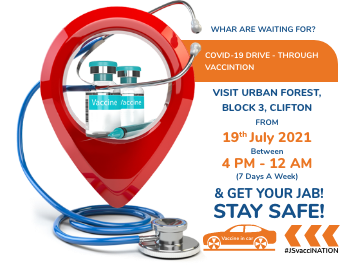 WHAR ARE WAITING FOR?
COVID-19 DRIVE - THROUGH
VACCINTION
VISIT URBAN FOREST,
BLOCK 3, CLIFTON
FROM
19th July 2021
Between
4 PM - 12 AM
(7 Days A Week)
& GET YOUR JAB!
STAY SAFE!
Vaccine in car
#JSvacciNATION
Vaccine
Vaccine